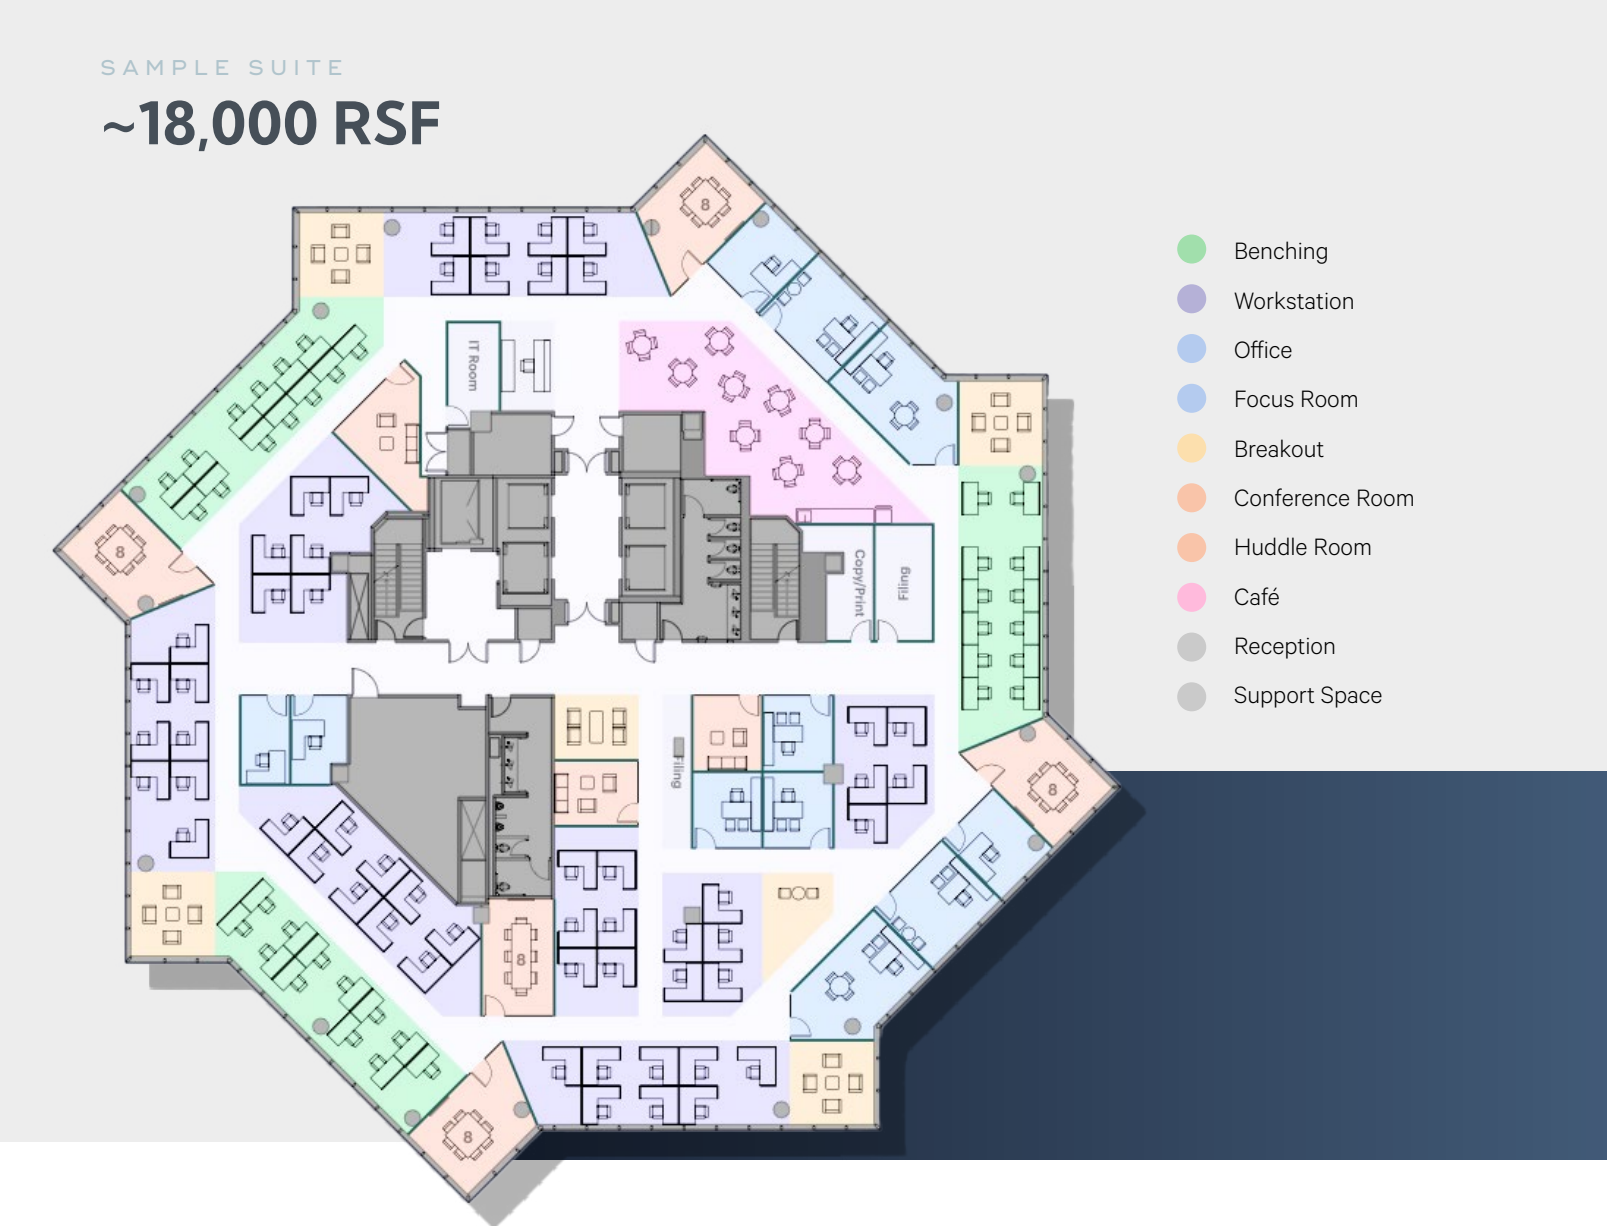 SAMPLE SUITE
~18,000 RSF
8
IT Room
8
Copy/Print
Filing
Filing
8
8
8
Benching
Workstation
Office
Focus Room
Breakout
Conference Room
Huddle Room
Café
Reception
Support Space